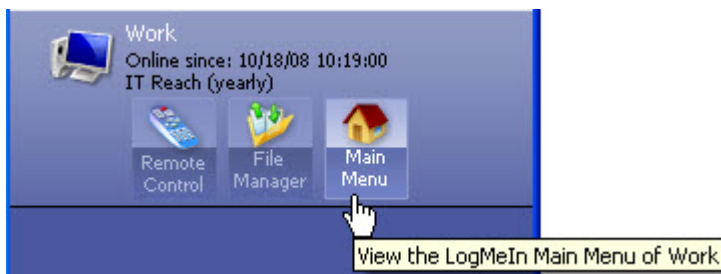 Work
Online since: 10/18/08 10:19:00
IT Reach (yearly)
Remote Control
File Manager
Main Menu
View the LogMeIn Main Menu of Work